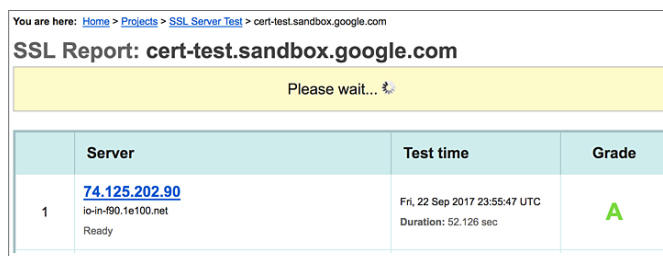 You are here: Home > Projects > SSL Server Test > cert-test.sandbox.google.com
SSL Report: cert-test.sandbox.google.com
Please wait...
Server Test time Grade
1 74.125.202.90 Fri, 22 Sep 2017 23:55:47 UTC A
io-in-f90.1e100.net
Ready Duration: 52.126 sec